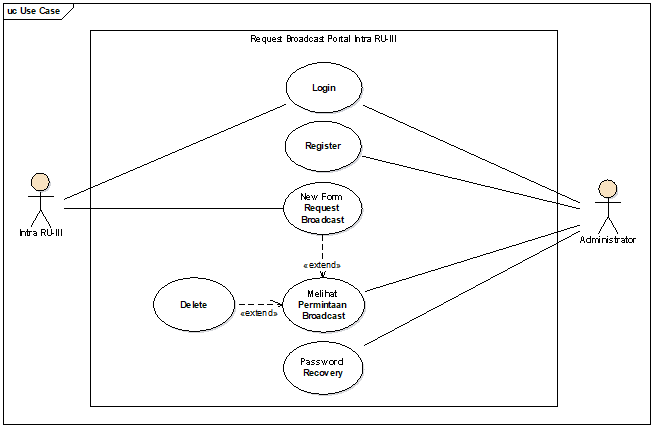 uc Use Case
Request Broadcast Portal Intra RU-III
Login
Register
New Form
Request
Broadcast
Intra RU-III
Administrator
«extend»
Melihat
Permintaan
Broadcast
Delete
«extend»
Password
Recovery